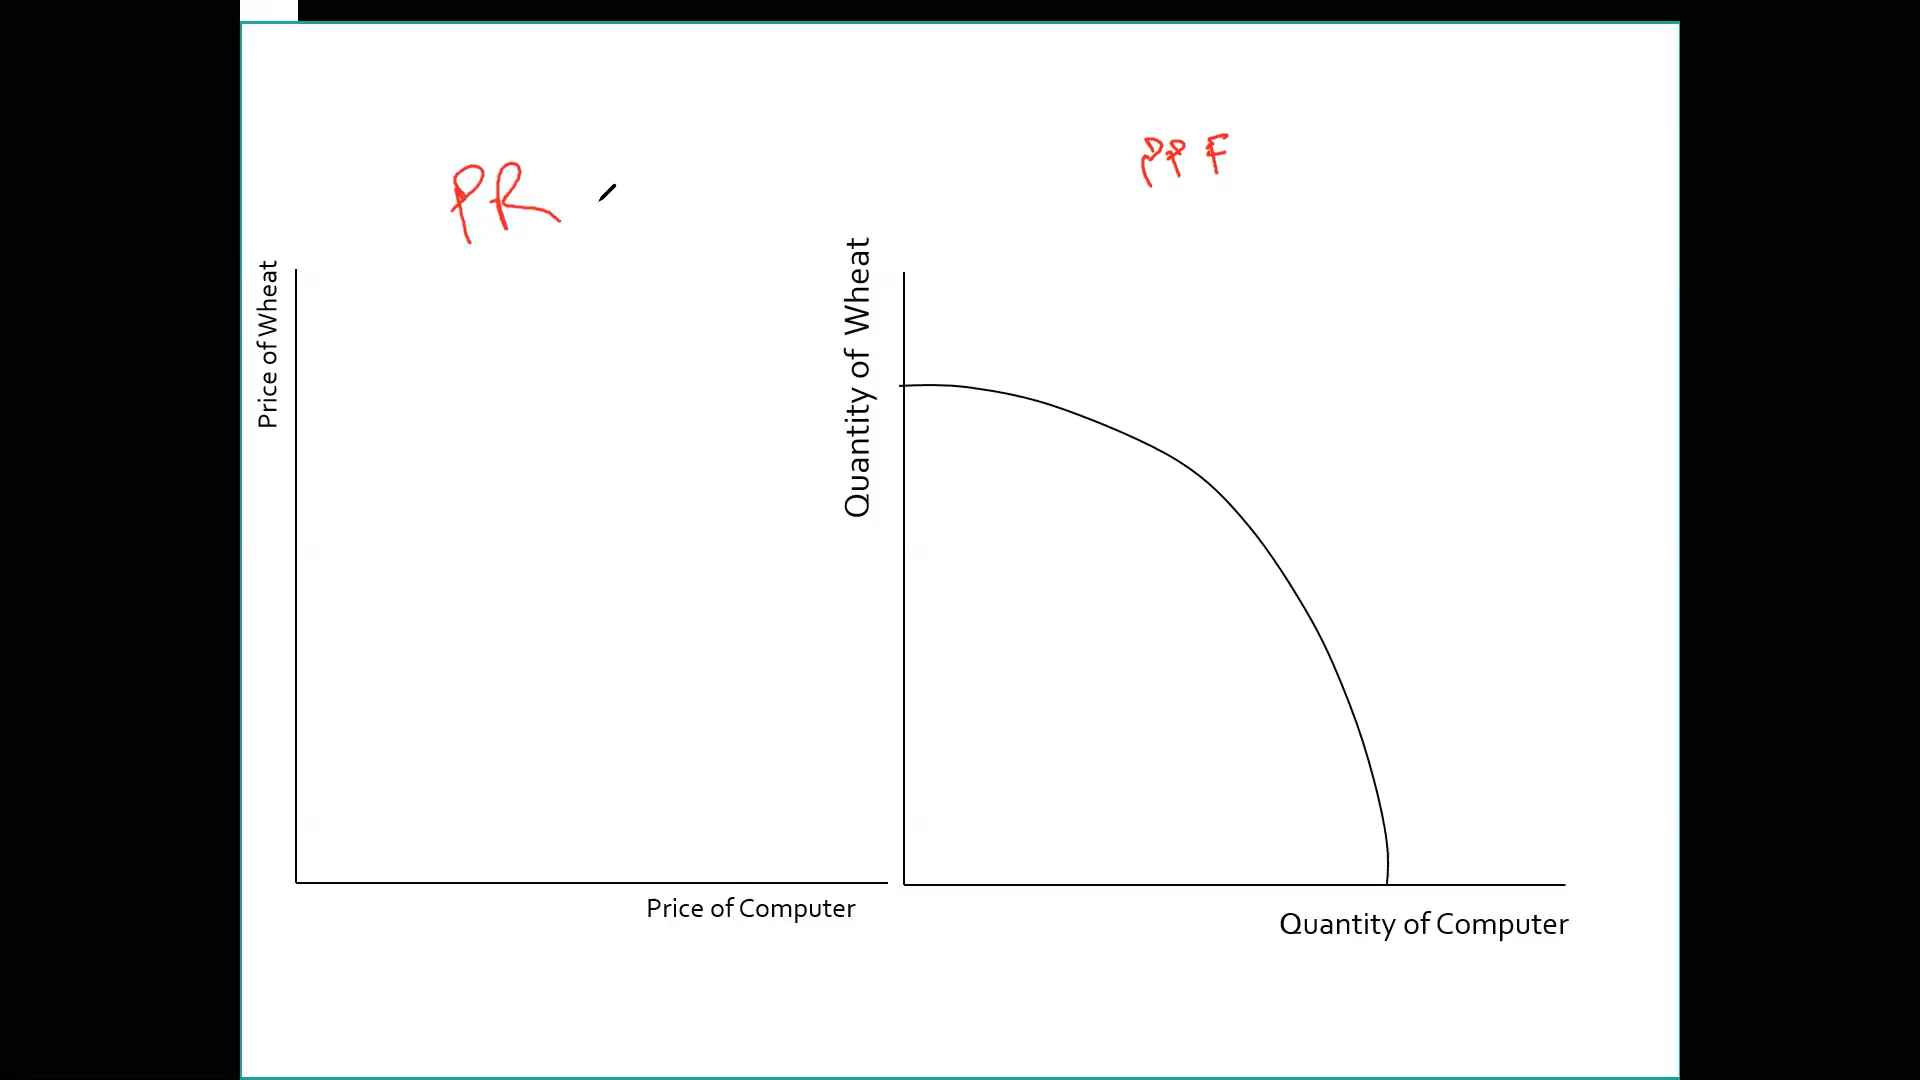 PPF
PR
Price of Wheat
Quantity of Wheat
Price of Computer
Quantity of Computer